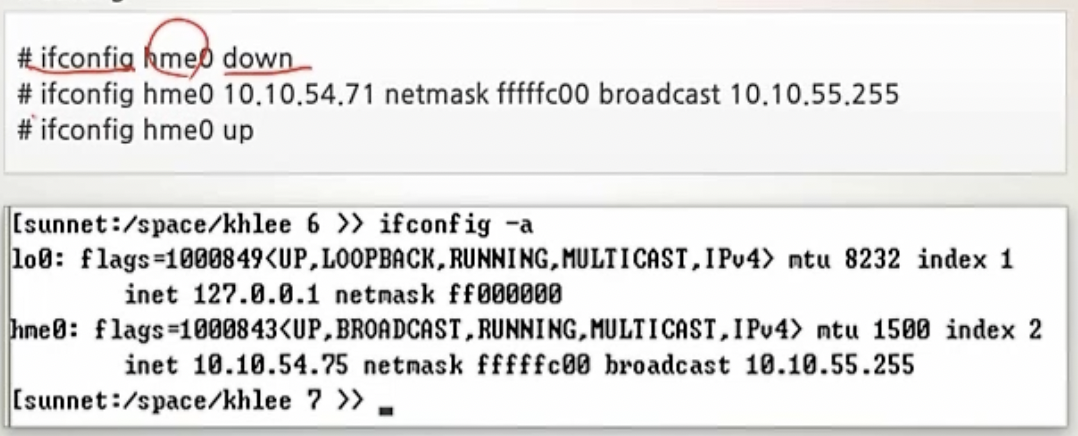 # ifconfig hme0 down
# ifconfig hme0 10.10.54.71 netmask fffffc00 broadcast 10.10.55.255
# ifconfig hme0 up
[sunnet:/space/khlee 6 >> ifconfig -a
lo0: flags=1000849<UP,LOOPBACK,RUNNING,MULTICAST,IPv4> mtu 8232 index 1
inet 127.0.0.1 netmask ff000000
hme0: flags=1000843<UP,BROADCAST,RUNNING,MULTICAST,IPv4> mtu 1500 index 2
inet 10.10.54.75 netmask fffffc00 broadcast 10.10.55.255
[sunnet:/space/khlee 7 >>